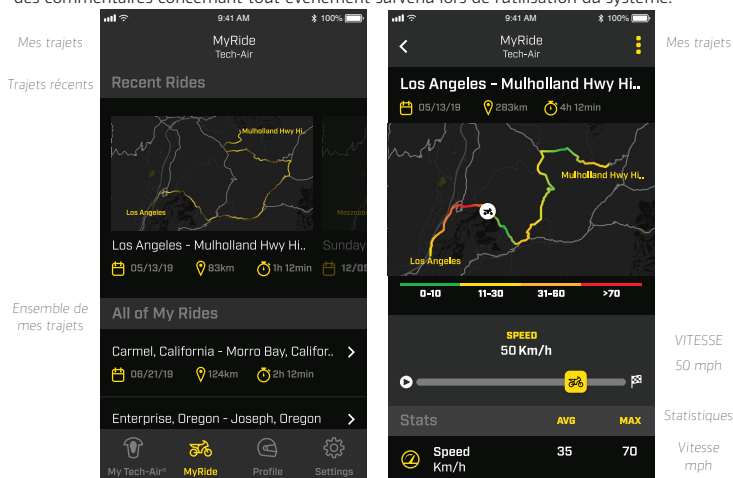 des commentaires concernant tout événement survenu lors de l'utilisation du système.
9:41 AM
100%
MyRide
Tech-Air
Mes trajets
Trajets récents
Recent Rides
Mulholland Hwy Hi..
Los Angeles
Mezzo
Los Angeles - Mulholland Hwy Hi..
Sunday
05/13/19
83km
1h 12min
12/05
Ensemble de
mes trajets
All of My Rides
Carmel, California - Morro Bay, Califor..
06/21/19
124km
2h 12min
Enterprise, Oregon - Joseph, Oregon
My Tech-Air®
MyRide
Profile
Settings
9:41 AM
100%
MyRide
Tech-Air
Mes trajets
Los Angeles - Mulholland Hwy Hi..
05/13/19
283km
4h 12min
Mulholland Hwy Hi..
Los Angeles
0-10
11-30
31-60
>70
SPEED
50 Km/h
VITESSE
50 mph
Stats
AVG
MAX
Statistiques
Speed
Km/h
35
70
Vitesse
mph